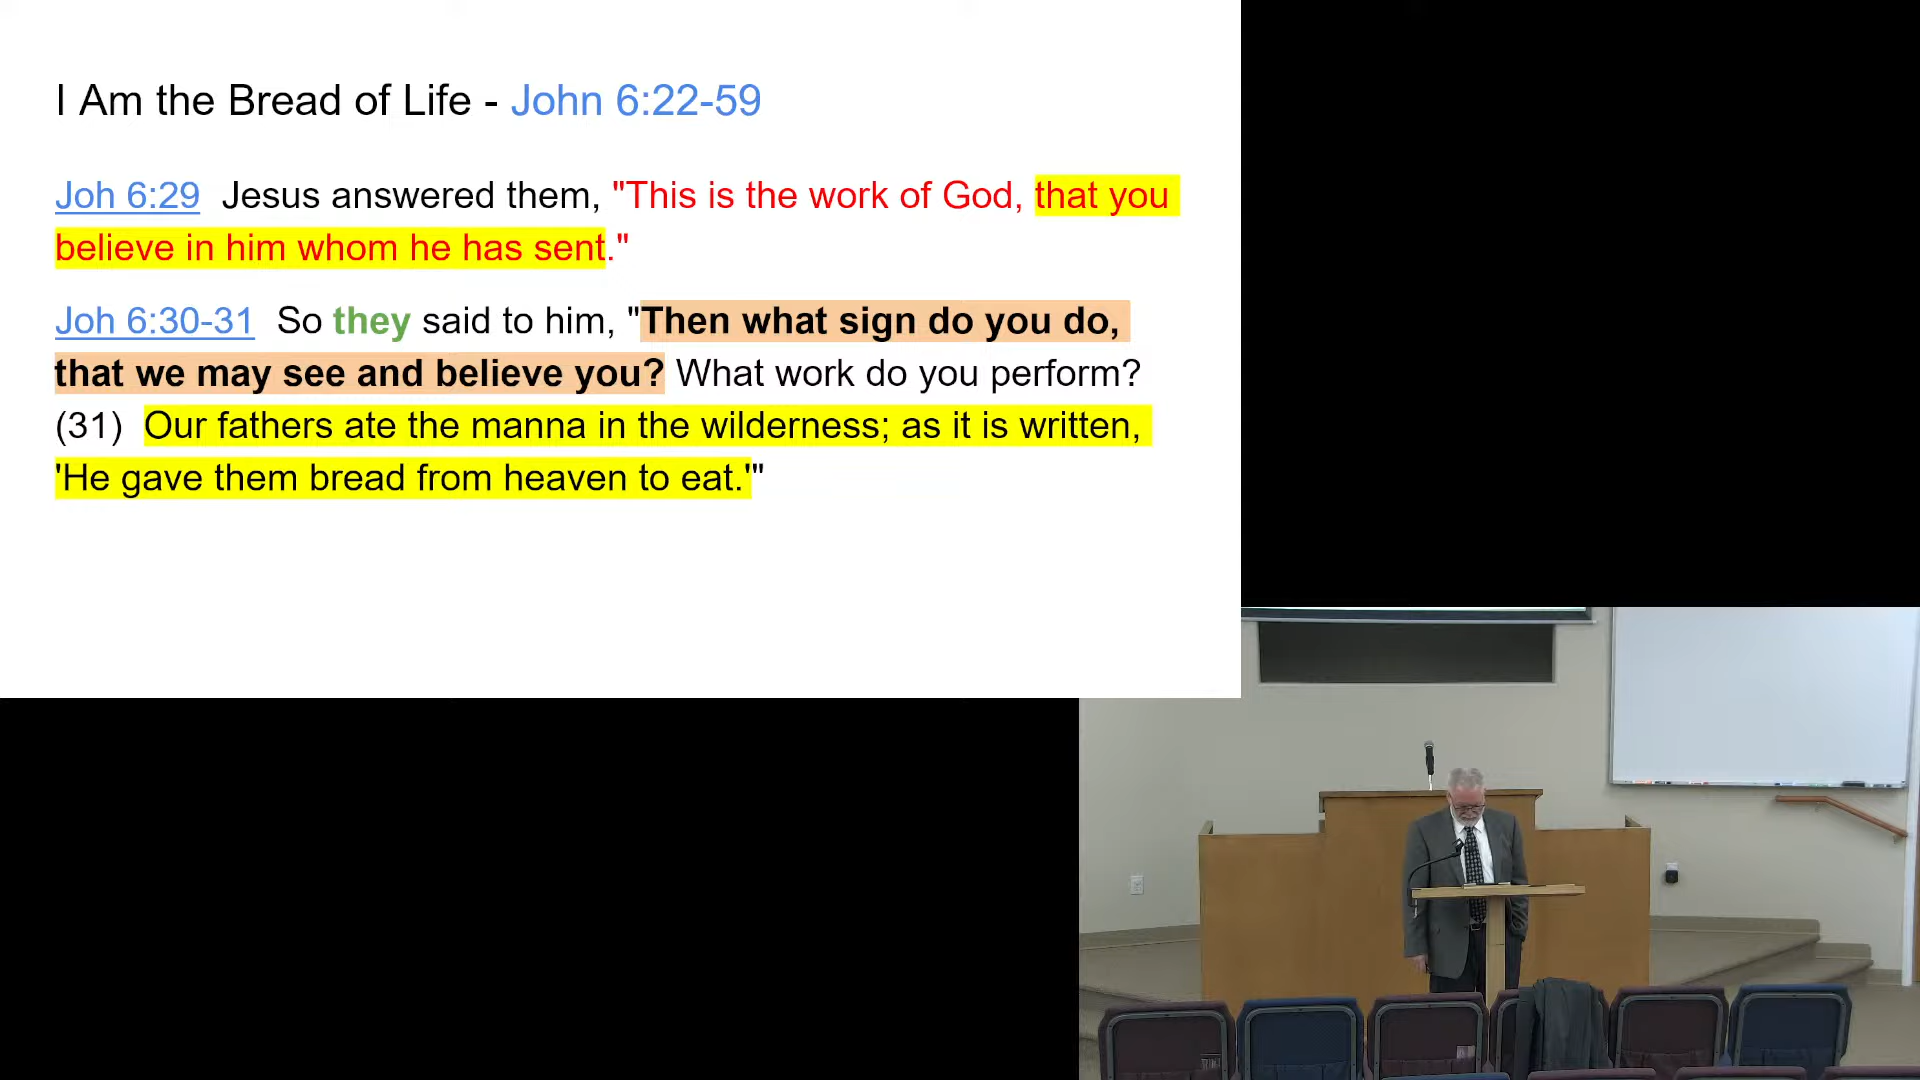 I Am the Bread of Life - John 6:22-59
Joh 6:29  Jesus answered them, "This is the work of God, that you
believe in him whom he has sent."
Joh 6:30-31  So they said to him, "Then what sign do you do,
that we may see and believe you? What work do you perform?
(31)  Our fathers ate the manna in the wilderness; as it is written,
'He gave them bread from heaven to eat.'"